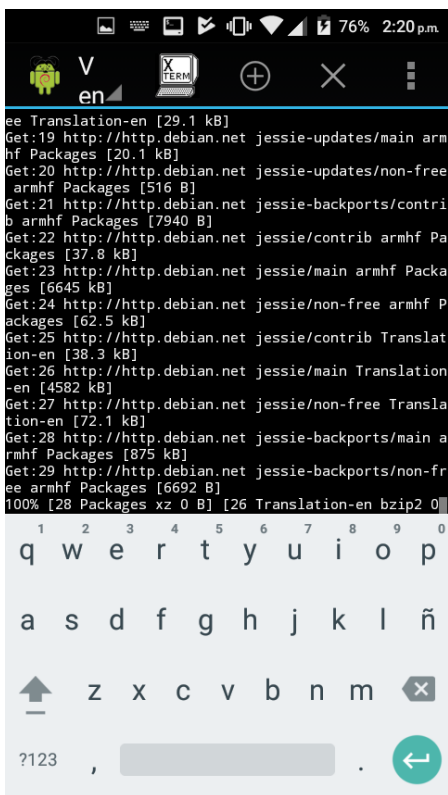 76% 2:20 p.m.
V
en
X
TERM
ee Translation-en [29.1 kB]
Get:19 http://http.debian.net jessie-updates/main arm
hf Packages [20.1 kB]
Get:20 http://http.debian.net jessie-updates/non-free
 armhf Packages [516 B]
Get:21 http://http.debian.net jessie-backports/contri
b armhf Packages [7940 B]
Get:22 http://http.debian.net jessie/contrib armhf Pa
ckages [37.8 kB]
Get:23 http://http.debian.net jessie/main armhf Packa
ges [6645 kB]
Get:24 http://http.debian.net jessie/non-free armhf P
ackages [62.5 kB]
Get:25 http://http.debian.net jessie/contrib Translat
ion-en [38.3 kB]
Get:26 http://http.debian.net jessie/main Translation
-en [4582 kB]
Get:27 http://http.debian.net jessie/non-free Transla
tion-en [72.1 kB]
Get:28 http://http.debian.net jessie-backports/main a
rmhf Packages [875 kB]
Get:29 http://http.debian.net jessie-backports/non-fr
ee armhf Packages [6692 B]
100% [28 Packages xz 0 B] [26 Translation-en bzip2 0
1 2 3 4 5 6 7 8 9 0
q w e r t y u i o p
a s d f g h j k l ñ
z x c v b n m
?123 , .